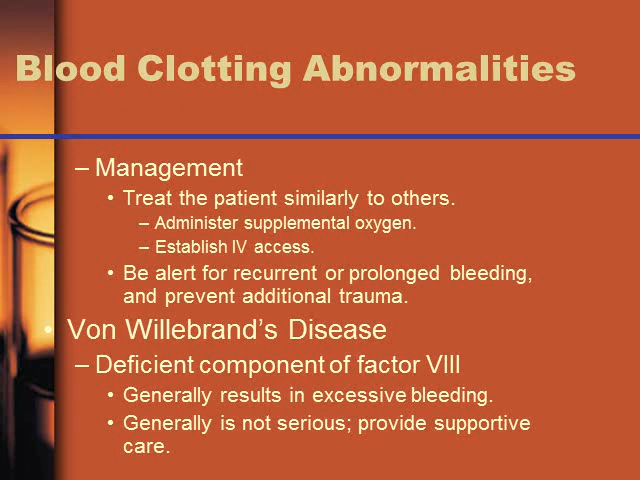 Blood Clotting Abnormalities
– Management
• Treat the patient similarly to others.
– Administer supplemental oxygen.
– Establish IV access.
• Be alert for recurrent or prolonged bleeding,
and prevent additional trauma.
• Von Willebrand’s Disease
– Deficient component of factor VIII
• Generally results in excessive bleeding.
• Generally is not serious; provide supportive
care.